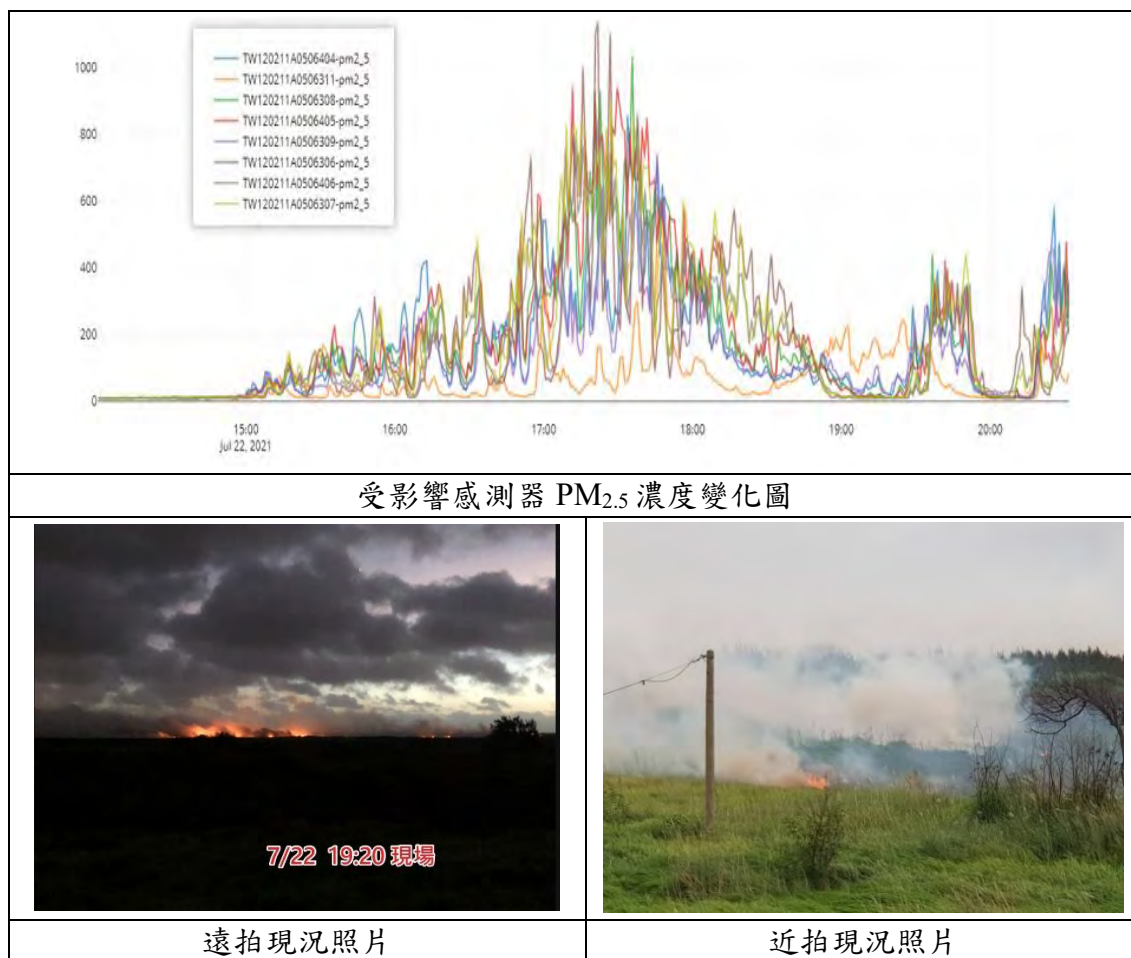 1000
800
600
400
200
0
TW120211A0506404-pm2_5
TW120211A0506311-pm2_5
TW120211A0506308-pm2_5
TW120211A0506405-pm2_5
TW120211A0506309-pm2_5
TW120211A0506306-pm2_5
TW120211A0506406-pm2_5
TW120211A0506307-pm2_5
15:00 16:00 17:00 18:00 19:00 20:00
Jul 22, 2021
受影響感測器 PM2.5 濃度變化圖
7/22 19:20 現場
遠拍現況照片
近拍現況照片